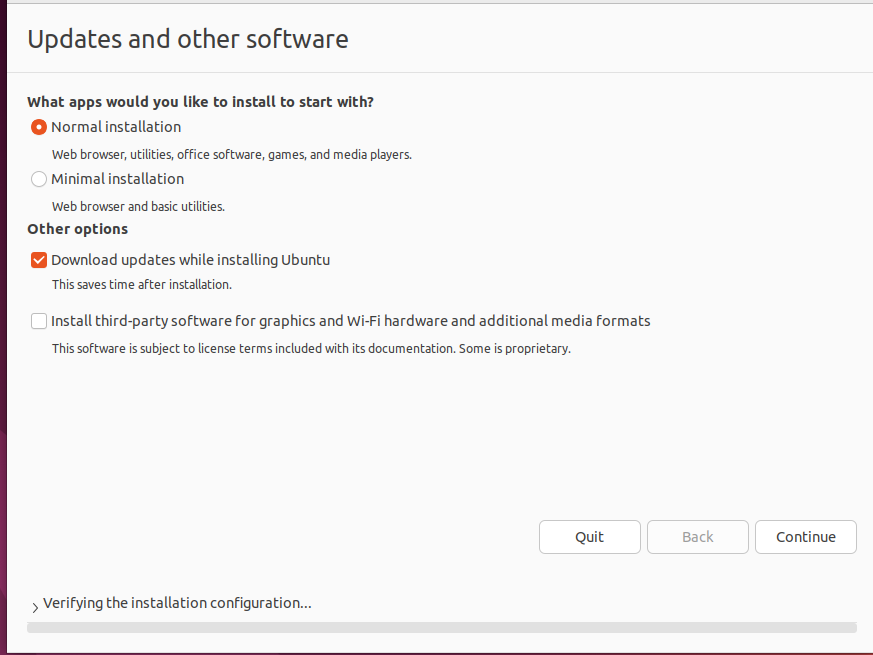 Updates and other software
What apps would you like to install to start with?
Normal installation
Web browser, utilities, office software, games, and media players.
Minimal installation
Web browser and basic utilities.
Other options
Download updates while installing Ubuntu
This saves time after installation.
Install third-party software for graphics and Wi-Fi hardware and additional media formats
This software is subject to license terms included with its documentation. Some is proprietary.
Quit Back Continue
Verifying the installation configuration...